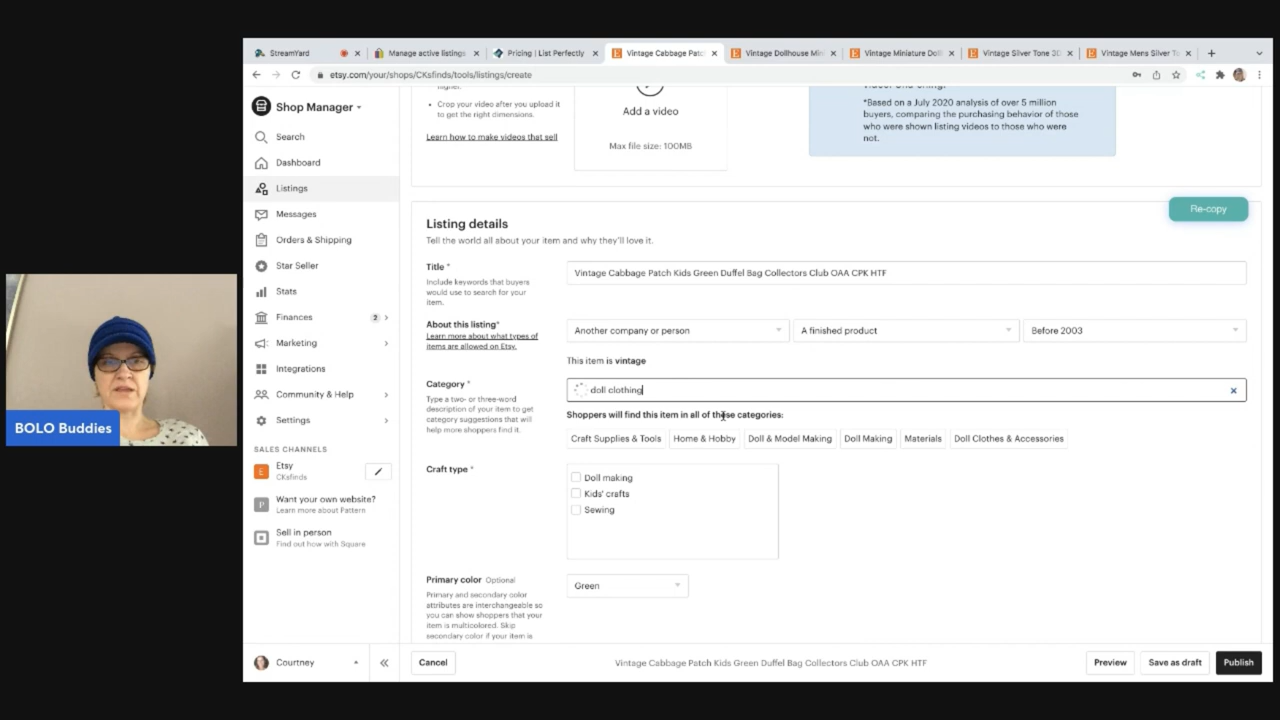 StreamYard
Manage active listings
Pricing | List Perfectly
Vintage Cabbage Patc
Vintage Dollhouse Min
Vintage Miniature Doll
Vintage Silver Tone 3D
Vintage Mens Silver To
etsy.com/your/shops/CKsfinds/tools/listings/create
Shop Manager
Search
Dashboard
Listings
Messages
Orders & Shipping
Star Seller
Stats
Finances 2
Marketing
Integrations
Community & Help
Settings
SALES CHANNELS
Etsy
CKsfinds
Want your own website?
Learn more about Pattern
Sell in person
Find out how with Square
Courtney
higher.
• Crop your video after you upload it
to get the right dimensions.
Learn how to make videos that sell
Add a video
Max file size: 100MB
*Based on a July 2020 analysis of over 5 million
buyers, comparing the purchasing behavior of those
who were shown listing videos to those who were
not.
Re-copy
Listing details
Tell the world all about your item and why they'll love it.
Title *
Include keywords that buyers
would use to search for your
item.
Vintage Cabbage Patch Kids Green Duffel Bag Collectors Club OAA CPK HTF
About this listing*
Learn more about what types of
items are allowed on Etsy.
Another company or person
A finished product
Before 2003
This item is vintage
Category *
Type a two- or three-word
description of your item to get
category suggestions that will
help more shoppers find it.
doll clothing
Shoppers will find this item in all of these categories:
Craft Supplies & Tools
Home & Hobby
Doll & Model Making
Doll Making
Materials
Doll Clothes & Accessories
Craft type *
Doll making
Kids' crafts
Sewing
Primary color Optional
Primary and secondary color
attributes are interchangeable so
you can show shoppers that your
item is multicolored. Skip
secondary color if your item is
Green
Cancel
Vintage Cabbage Patch Kids Green Duffel Bag Collectors Club OAA CPK HTF
Preview
Save as draft
Publish
BOLO Buddies